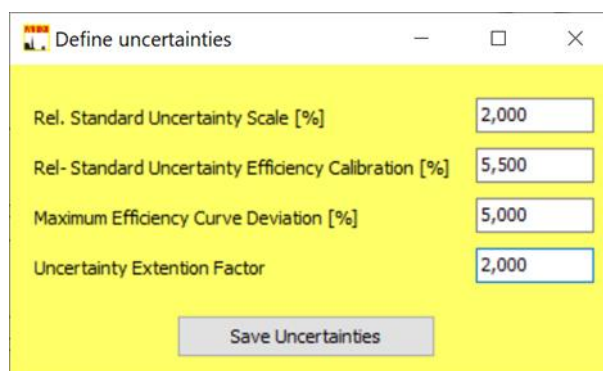 Define uncertainties
Rel. Standard Uncertainty Scale [%] 2,000
Rel- Standard Uncertainty Efficiency Calibration [%] 5,500
Maximum Efficiency Curve Deviation [%] 5,000
Uncertainty Extention Factor 2,000
Save Uncertainties